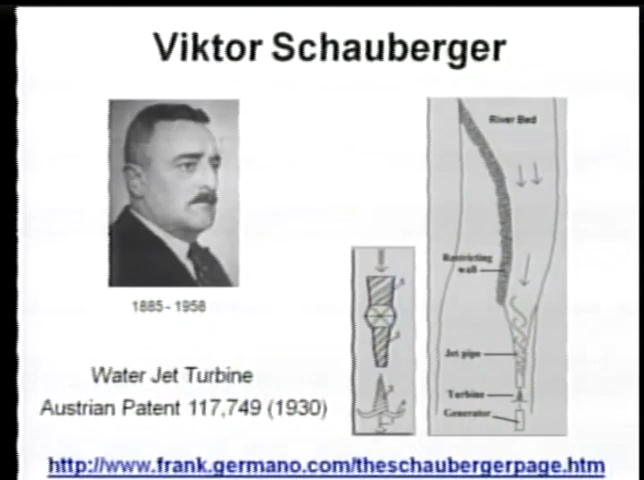 Viktor Schauberger
River Bed
Restricting
wall
1885 - 1958
Jet pipe
Water Jet Turbine
Turbine
Austrian Patent 117,749 (1930)
Generator
http://www.frank.germano.com/theschaubergerpage.htm